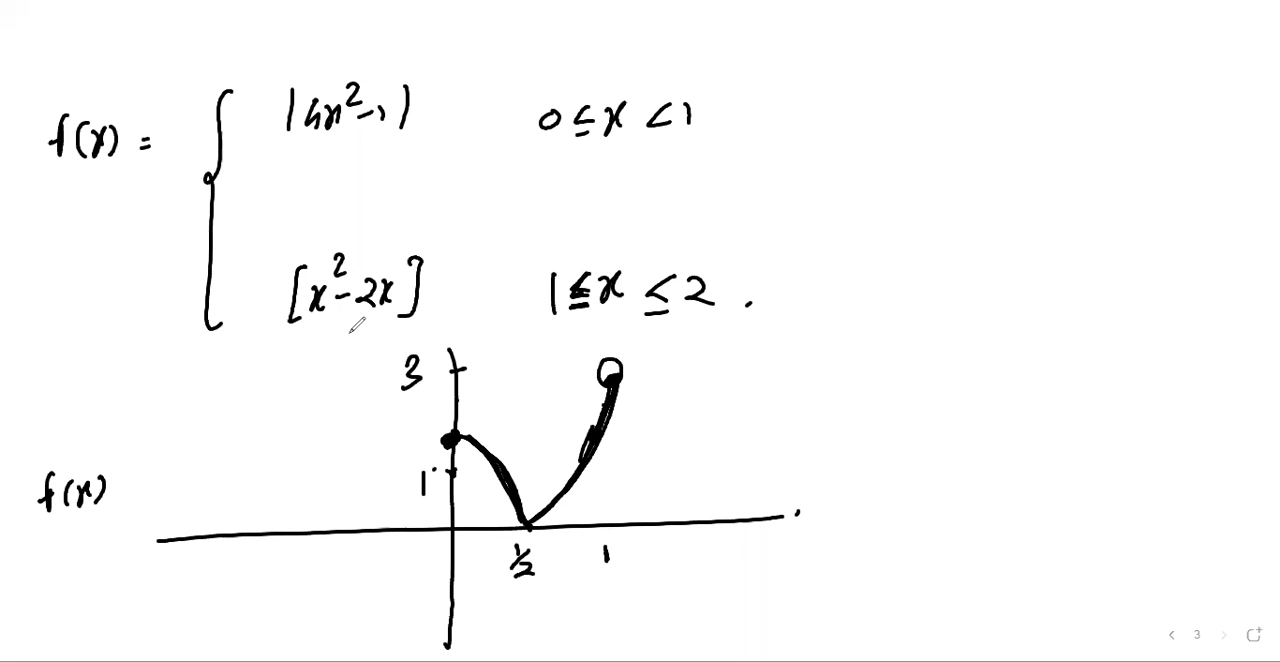 f(x) = { |4x²-1| 0 ≤ x < 1
[x²-2x] 1 ≤ x ≤ 2 .
3
1
f(x)
1/2 1
3